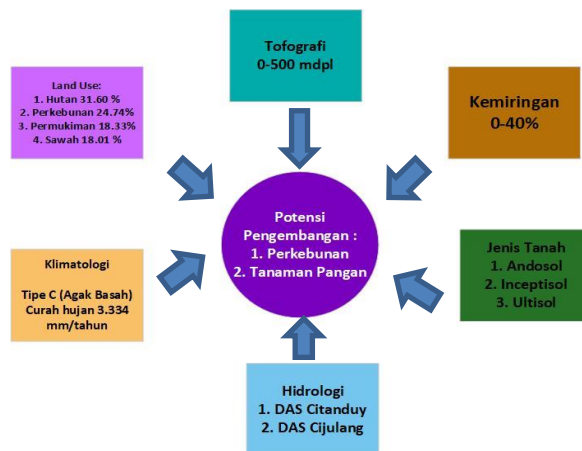 Tofografi
0-500 mdpl
Land Use:
1. Hutan 31.60 %
2. Perkebunan 24.74%
3. Permukiman 18.33%
4. Sawah 18.01 %
Kemiringan
0-40%
Potensi
Pengembangan :
1. Perkebunan
2. Tanaman Pangan
Klimatologi
Tipe C (Agak Basah)
Curah hujan 3.334
mm/tahun
Jenis Tanah
1. Andosol
2. Inceptisol
3. Ultisol
Hidrologi
1. DAS Citanduy
2. DAS Cijulang